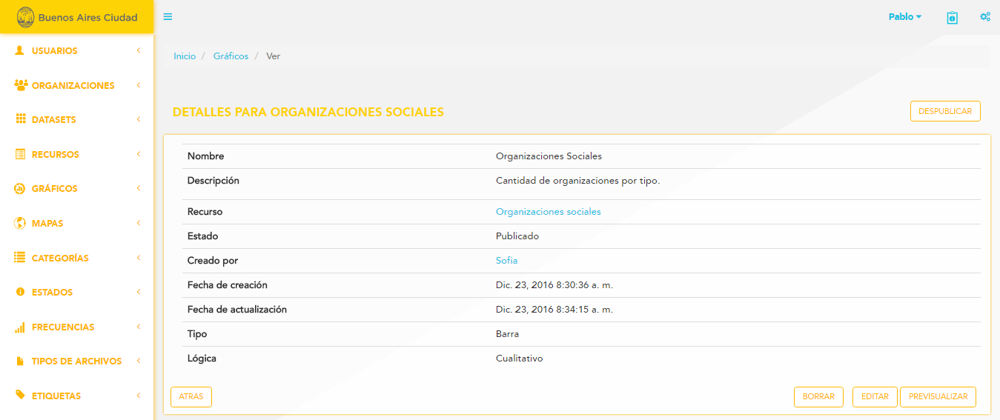 Buenos Aires Ciudad
Pablo
USUARIOS
ORGANIZACIONES
DATASETS
RECURSOS
GRÁFICOS
MAPAS
CATEGORÍAS
ESTADOS
FRECUENCIAS
TIPOS DE ARCHIVOS
ETIQUETAS
Inicio / Gráficos / Ver
DETALLES PARA ORGANIZACIONES SOCIALES
DESPUBLICAR
Nombre Organizaciones Sociales
Descripción Cantidad de organizaciones por tipo.
Recurso Organizaciones sociales
Estado Publicado
Creado por Sofia
Fecha de creación Dic. 23, 2016 8:30:36 a. m.
Fecha de actualización Dic. 23, 2016 8:34:15 a. m.
Tipo Barra
Lógica Cualitativo
ATRAS BORRAR EDITAR PREVISUALIZAR